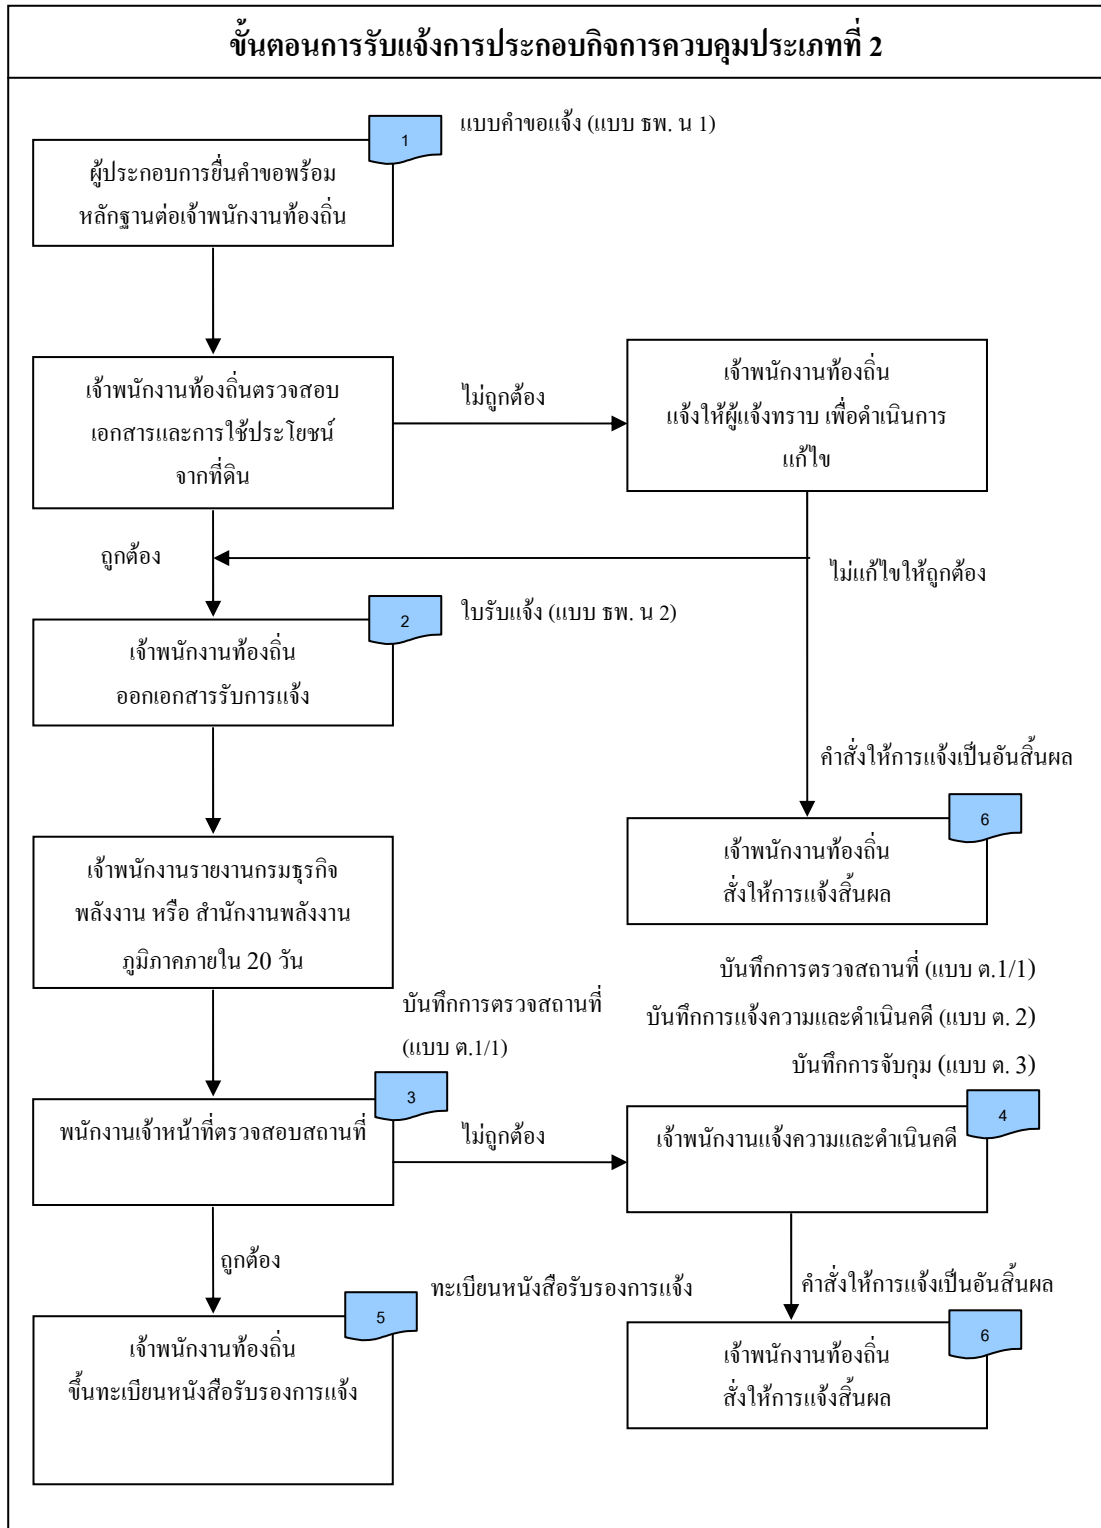 ขั้นตอนการรับแจ้งการประกอบกิจการควบคุมประเภทที่ 2
1
แบบคำขอแจ้ง (แบบ ธพ. น 1)
ผู้ประกอบการยื่นคำขอพร้อม
หลักฐานต่อเจ้าพนักงานท้องถิ่น
เจ้าพนักงานท้องถิ่นตรวจสอบ
เอกสารและการใช้ประโยชน์
จากที่ดิน
ไม่ถูกต้อง
เจ้าพนักงานท้องถิ่น
แจ้งให้ผู้แจ้งทราบ เพื่อดำเนินการ
แก้ไข
ถูกต้อง
ไม่แก้ไขให้ถูกต้อง
2
ใบรับแจ้ง (แบบ ธพ. น 2)
เจ้าพนักงานท้องถิ่น
ออกเอกสารรับการแจ้ง
คำสั่งให้การแจ้งเป็นอันสิ้นผล
6
เจ้าพนักงานท้องถิ่น
สั่งให้การแจ้งสิ้นผล
เจ้าพนักงานรายงานกรมธุรกิจ
พลังงาน หรือ สำนักงานพลังงาน
ภูมิภาคภายใน 20 วัน
บันทึกการตรวจสถานที่
(แบบ ต.1/1)
บันทึกการตรวจสถานที่ (แบบ ต.1/1)
บันทึกการแจ้งความและดำเนินคดี (แบบ ต. 2)
บันทึกการจับกุม (แบบ ต. 3)
3
พนักงานเจ้าหน้าที่ตรวจสอบสถานที่
ไม่ถูกต้อง
4
เจ้าพนักงานแจ้งความและดำเนินคดี
ถูกต้อง
ทะเบียนหนังสือรับรองการแจ้ง
คำสั่งให้การแจ้งเป็นอันสิ้นผล
5
เจ้าพนักงานท้องถิ่น
ขึ้นทะเบียนหนังสือรับรองการแจ้ง
6
เจ้าพนักงานท้องถิ่น
สั่งให้การแจ้งสิ้นผล